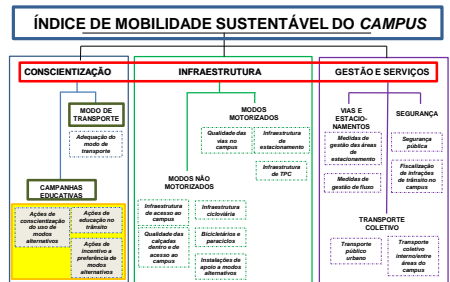 ÍNDICE DE MOBILIDADE SUSTENTÁVEL DO CAMPUS
CONSCIENTIZAÇÃO
INFRAESTRUTURA
GESTÃO E SERVIÇOS
MODO DE
TRANSPORTE
Adequação do
modo de
transporte
CAMPANHAS
EDUCATIVAS
Ações de
conscientização
do uso de
modos
alternativos
Ações de
educação no
trânsito
Ações de
incentivo a
preferência de
modos
alternativos
MODOS
MOTORIZADOS
Qualidade das
vias no campus
Infraestrutura
de
estacionamento
Infraestrutura
de TPC
MODOS NÃO
MOTORIZADOS
Infraestrutura
de acesso ao
campus
Infraestrutura
cicloviária
Qualidade das
calçadas
dentro e de
acesso ao
campus
Bicicletários e
paraciclos
Instalações de
apoio a modos
alternativos
VIAS E
ESTACIO-
NAMENTOS
Medidas de
gestão das áreas
de
estacionamento
Medidas de
gestão de fluxo
SEGURANÇA
Segurança
pública
Fiscalização
de infrações
de trânsito no
campus
TRANSPORTE
COLETIVO
Transporte
público
urbano
Transporte
coletivo
interno/entre
áreas do
campus